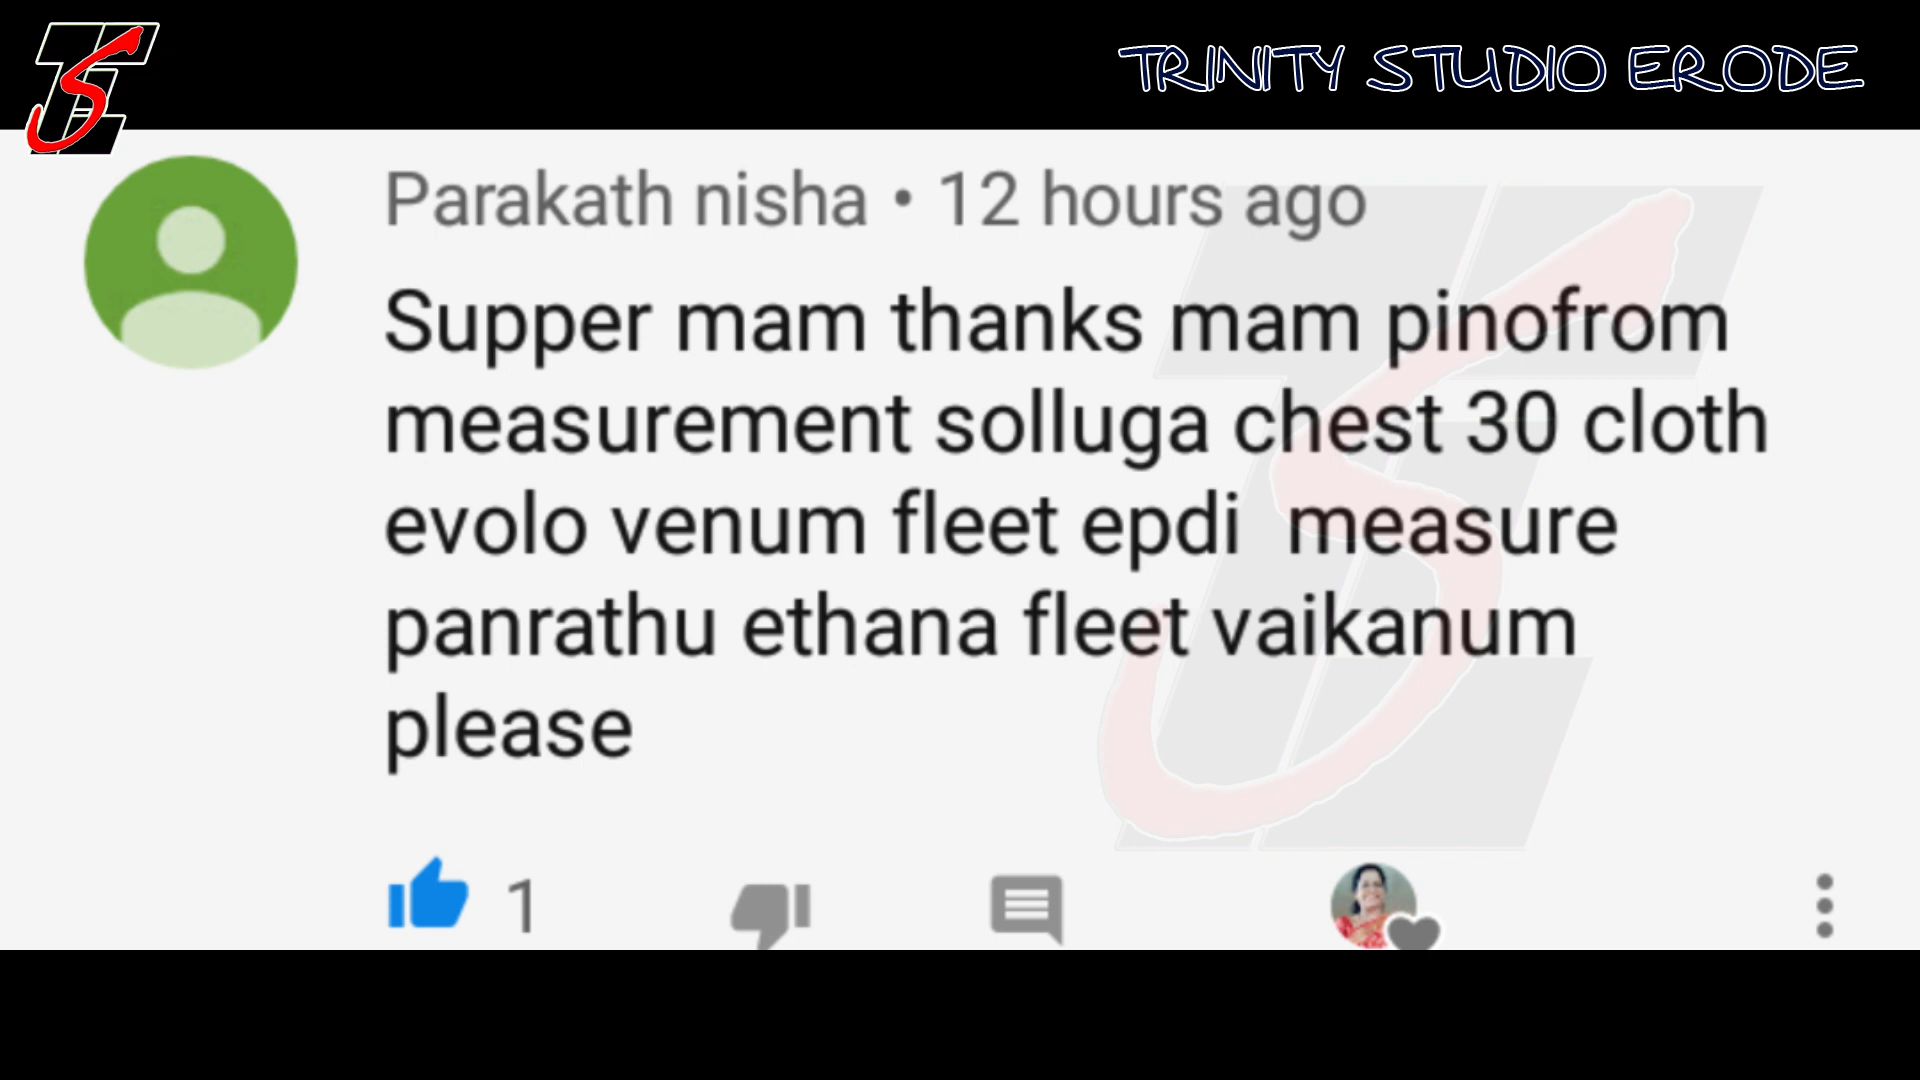 TRINITY STUDIO ERODE
Parakath nisha • 12 hours ago
Supper mam thanks mam pinofrom
measurement solluga chest 30 cloth
evolo venum fleet epdi measure
panrathu ethana fleet vaikanum
please
1